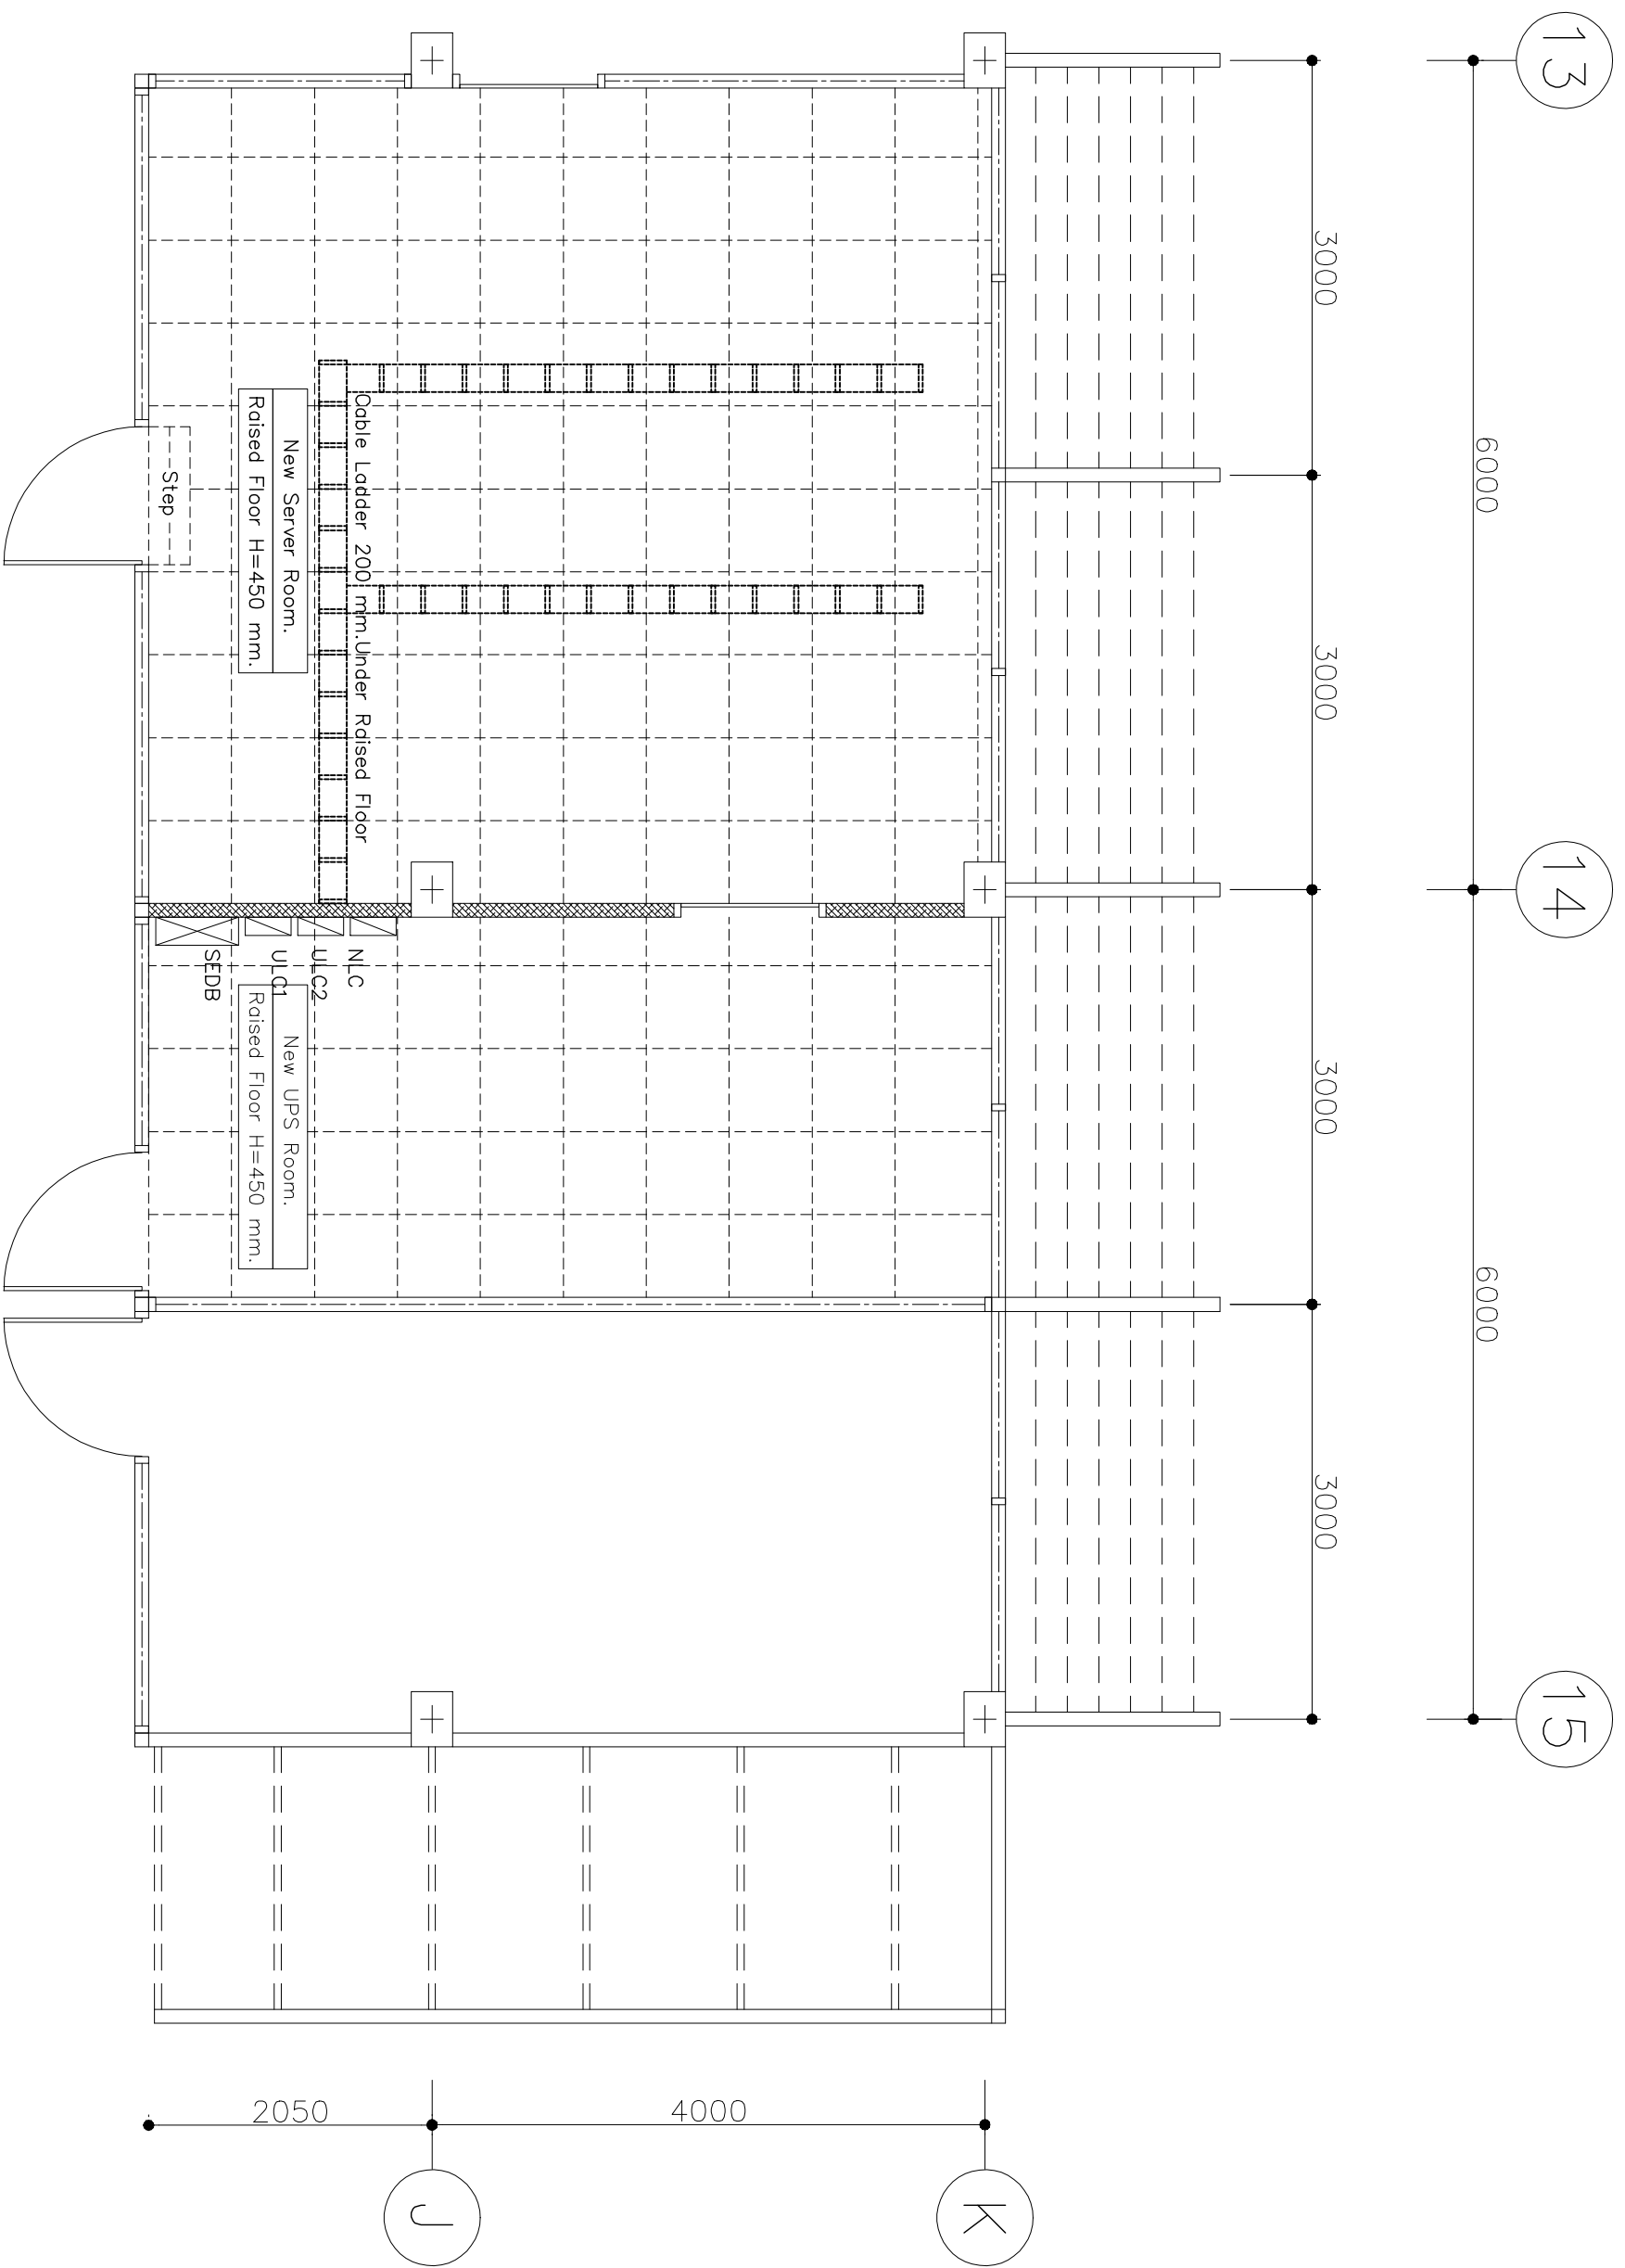 13
14
15
6000
6000
3000
3000
3000
3000
K
4000
J
2050
Cable Ladder 200 mm.Under Raised Floor
New Server Room.
Raised Floor H=450 mm.
Step
NLC
ULC2
ULC1
SEDB
New UPS Room.
Raised Floor H=450 mm.